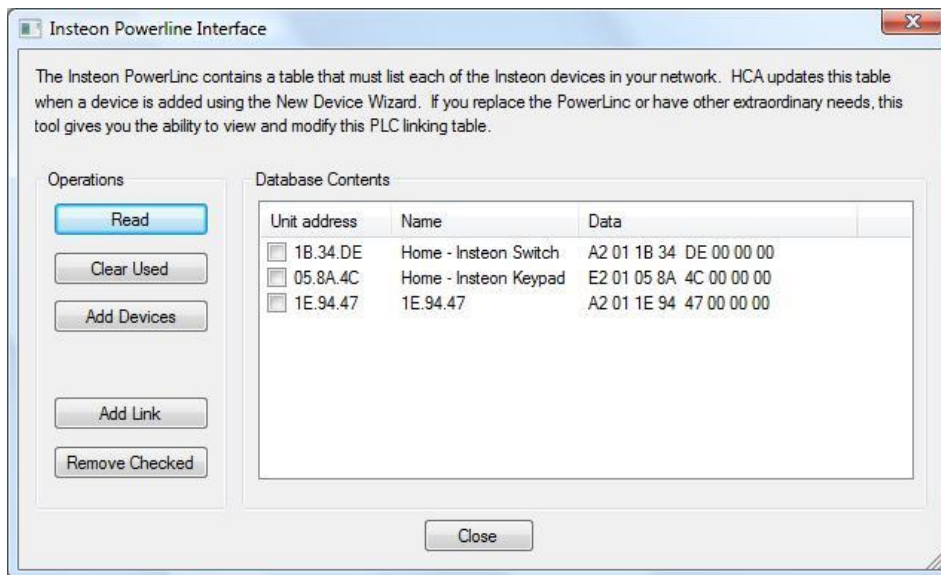 Insteon Powerline Interface
The Insteon PowerLinc contains a table that must list each of the Insteon devices in your network. HCA updates this table
when a device is added using the New Device Wizard. If you replace the PowerLinc or have other extraordinary needs, this
tool gives you the ability to view and modify this PLC linking table.
Operations
Read
Clear Used
Add Devices
Add Link
Remove Checked
Database Contents
Unit address Name Data
1B.34.DE Home - Insteon Switch A2 01 1B 34 DE 00 00 00
05.8A.4C Home - Insteon Keypad E2 01 05 8A 4C 00 00 00
1E.94.47 1E.94.47 A2 01 1E 94 47 00 00 00
Close